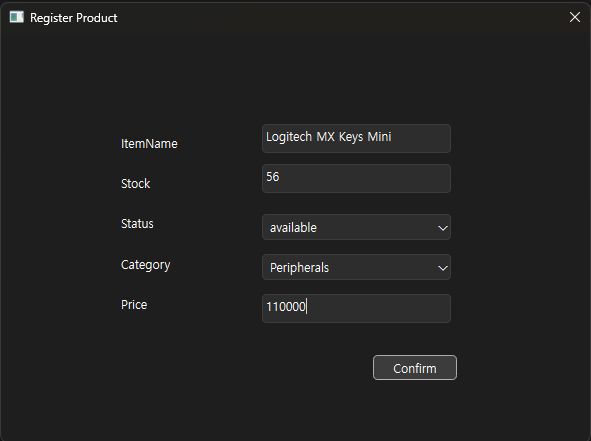 Register Product
ItemName Logitech MX Keys Mini
Stock 56
Status available
Category Peripherals
Price 110000
Confirm